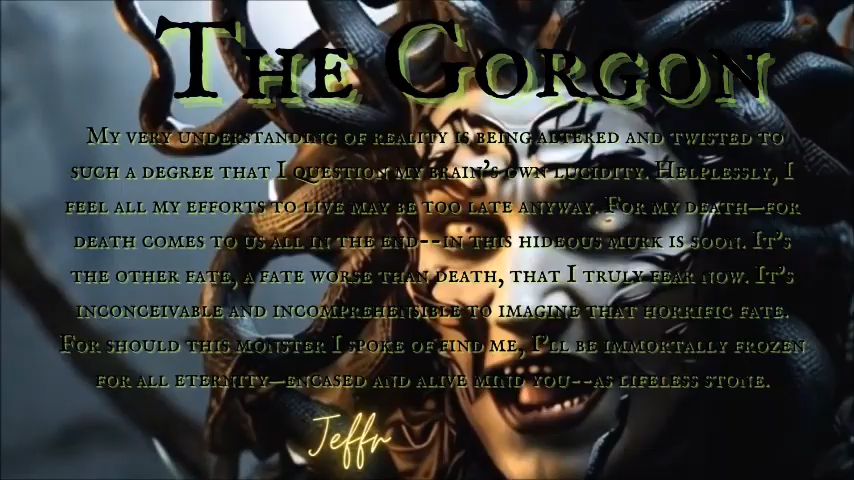 The Gorgon
My very understanding of reality is being altered and twisted to
such a degree that I question my brain's own lucidity. Helplessly, I
feel all my efforts to live may be too late anyway. For my death—for
death comes to us all in the end--in this hideous murk is soon. It's
the other fate, a fate worse than death, that I truly fear now. It's
inconceivable and incomprehensible to imagine that horrific fate.
For should this monster I spoke of find me, I'll be immortally frozen
for all eternity—encased and alive mind you--as lifeless stone.
Jeffr